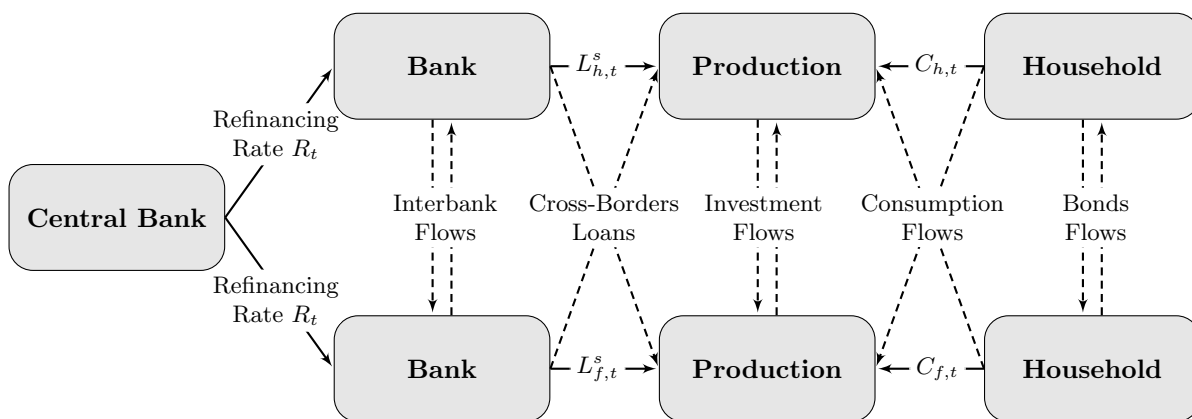 Bank
$L^s_{h,t}$
Production
$C_{h,t}$
Household
Refinancing
Rate $R_t$
Central Bank
Interbank
Flows
Cross-Borders
Loans
Investment
Flows
Consumption
Flows
Bonds
Flows
Refinancing
Rate $R_t$
Bank
$L^s_{f,t}$
Production
$C_{f,t}$
Household